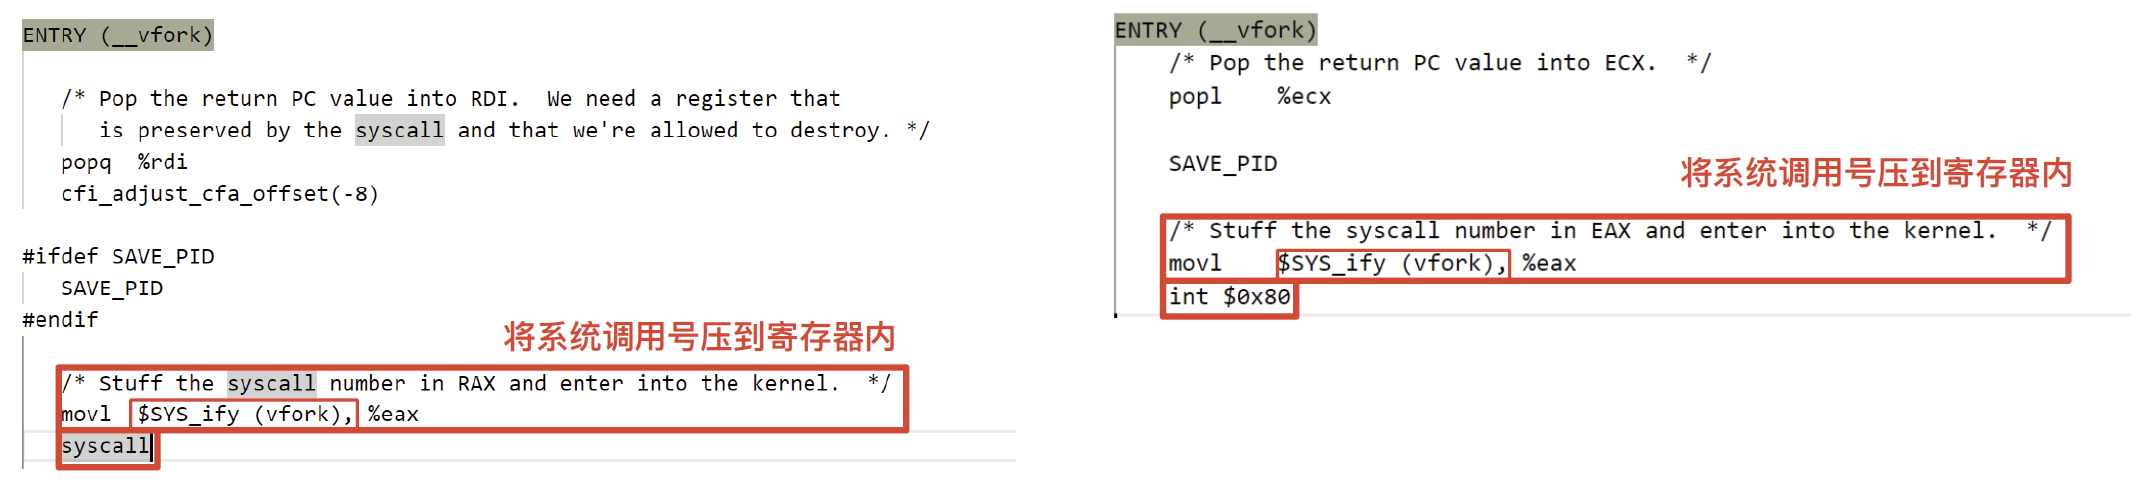 ENTRY (__vfork)
/* Pop the return PC value into RDI.  We need a register that
is preserved by the syscall and that we're allowed to destroy. */
popq  %rdi
cfi_adjust_cfa_offset(-8)
#ifdef SAVE_PID
SAVE_PID
#endif
将系统调用号压到寄存器内
/* Stuff the syscall number in RAX and enter into the kernel.  */
movl  $SYS_ify (vfork), %eax
syscall
ENTRY (__vfork)
/* Pop the return PC value into ECX.  */
popl    %ecx
SAVE_PID
将系统调用号压到寄存器内
/* Stuff the syscall number in EAX and enter into the kernel.  */
movl    $SYS_ify (vfork), %eax
int $0x80